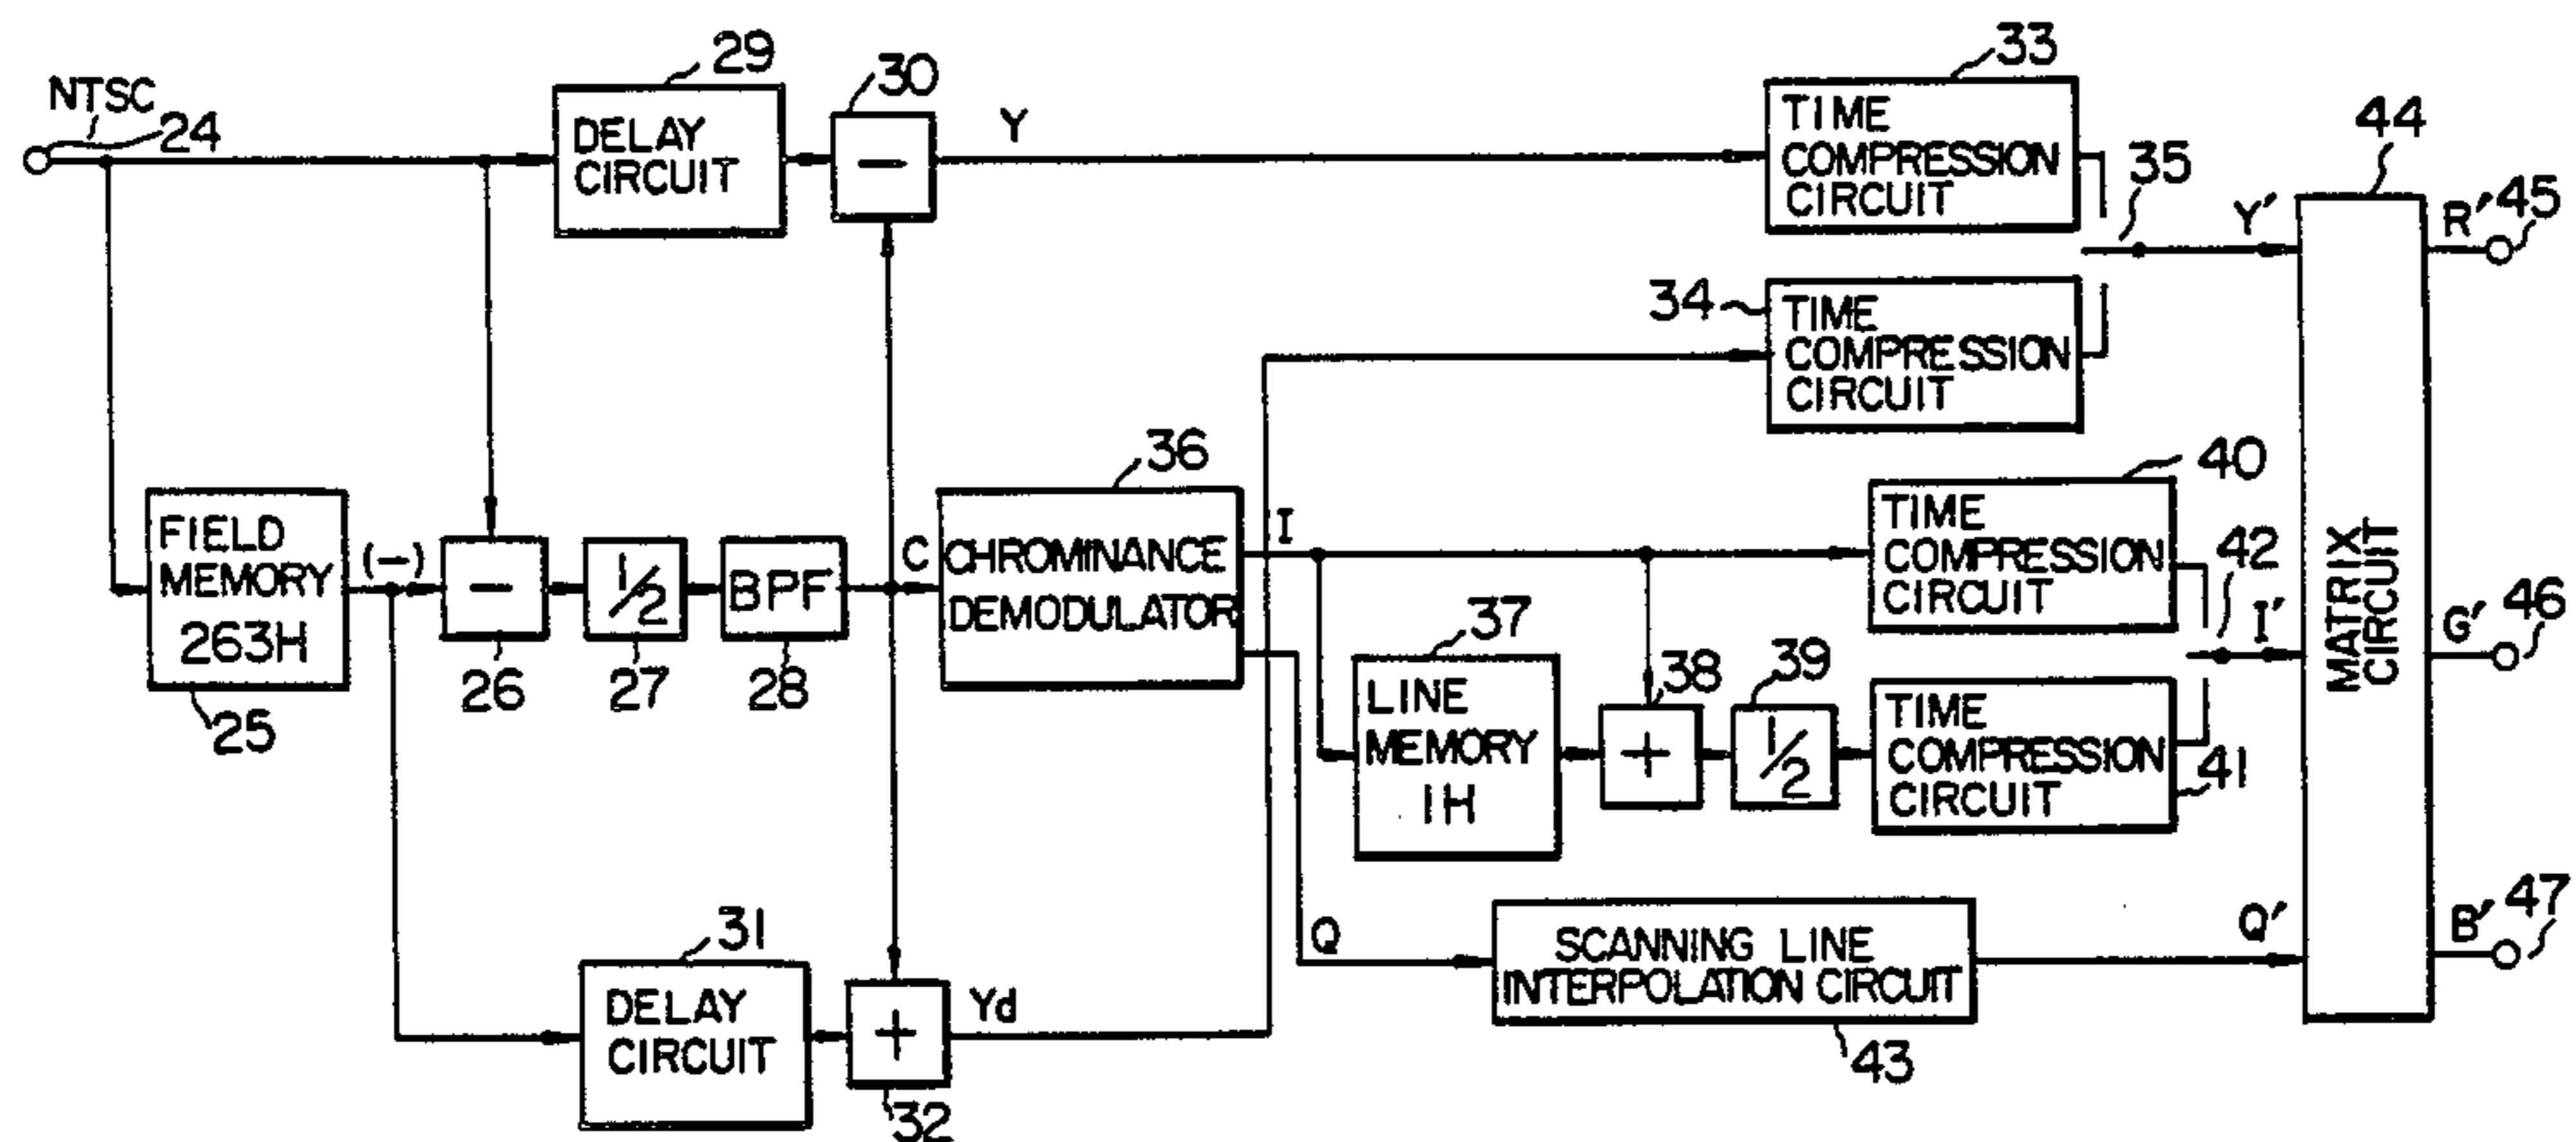 NTSC
24
29
DELAY
CIRCUIT
30
−
Y
33
TIME
COMPRESSION
CIRCUIT
34
TIME
COMPRESSION
CIRCUIT
35
Y'
44
MATRIX
CIRCUIT
R'
45
FIELD
MEMORY
263H
25
(−)
−
26
1/2
27
BPF
28
C
36
CHROMINANCE
DEMODULATOR
I
37
LINE
MEMORY
1H
38
+
39
1/2
40
TIME
COMPRESSION
CIRCUIT
TIME
COMPRESSION
CIRCUIT
41
42
I'
G'
46
31
DELAY
CIRCUIT
+
32
Yd
Q
SCANNING LINE
INTERPOLATION CIRCUIT
43
Q'
B'
47